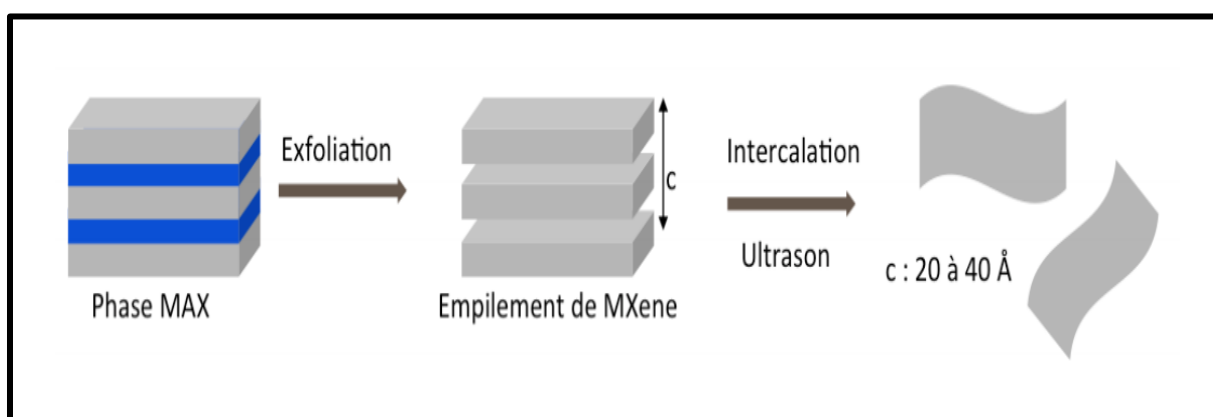 Phase MAX
Exfoliation
c
Empilement de MXene
Intercalation
Ultrason
c : 20 à 40 Å